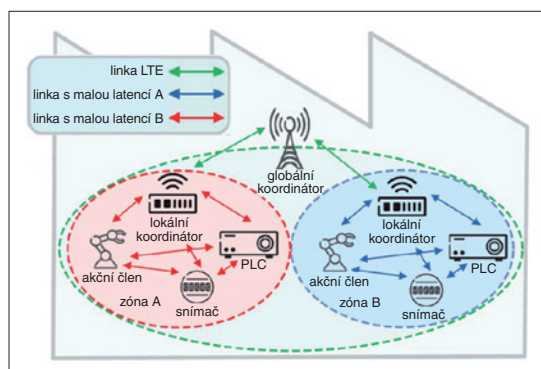 linka LTE
linka s malou latencí A
linka s malou latencí B
globální
koordinátor
lokální
koordinátor
akční člen
PLC
snímač
zóna A
lokální
koordinátor
akční člen
PLC
snímač
zóna B